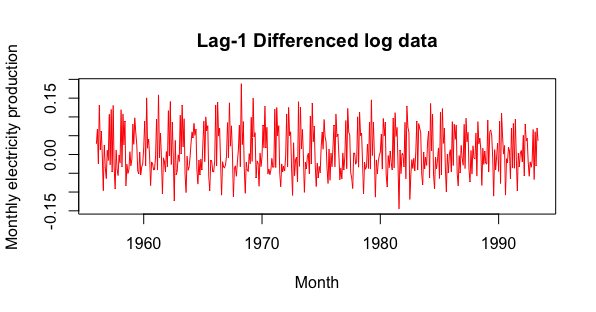 Lag-1 Differenced log data
Monthly electricity production
0.15
0.00
-0.15
1960
1970
1980
1990
Month